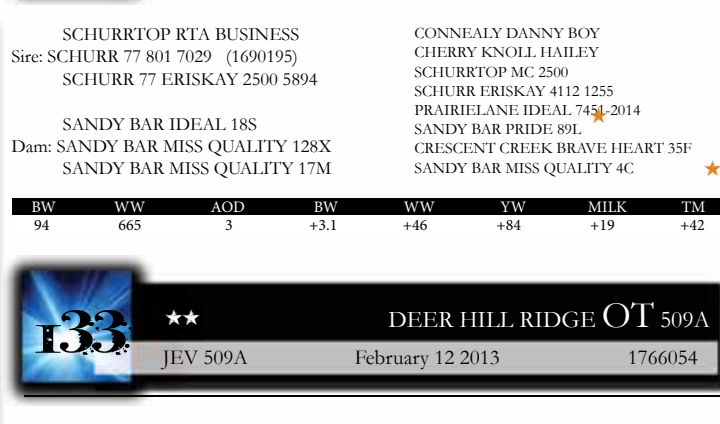 SCHURRTOP RTA BUSINESS
Sire: SCHURR 77 801 7029 (1690195)
SCHURR 77 ERISKAY 2500 5894
SANDY BAR IDEAL 18S
Dam: SANDY BAR MISS QUALITY 128X
SANDY BAR MISS QUALITY 17M
CONNEALY DANNY BOY
CHERRY KNOLL HAILEY
SCHURRTOP MC 2500
SCHURR ERISKAY 4112 1255
PRAIRIELANE IDEAL 7451-2014
SANDY BAR PRIDE 89L
CRESCENT CREEK BRAVE HEART 35F
SANDY BAR MISS QUALITY 4C
BW WW AOD BW WW YW MILK TM
94 665 3 +3.1 +46 +84 +19 +42
133
DEER HILL RIDGE OT 509A
JEV 509A February 12 2013 1766054